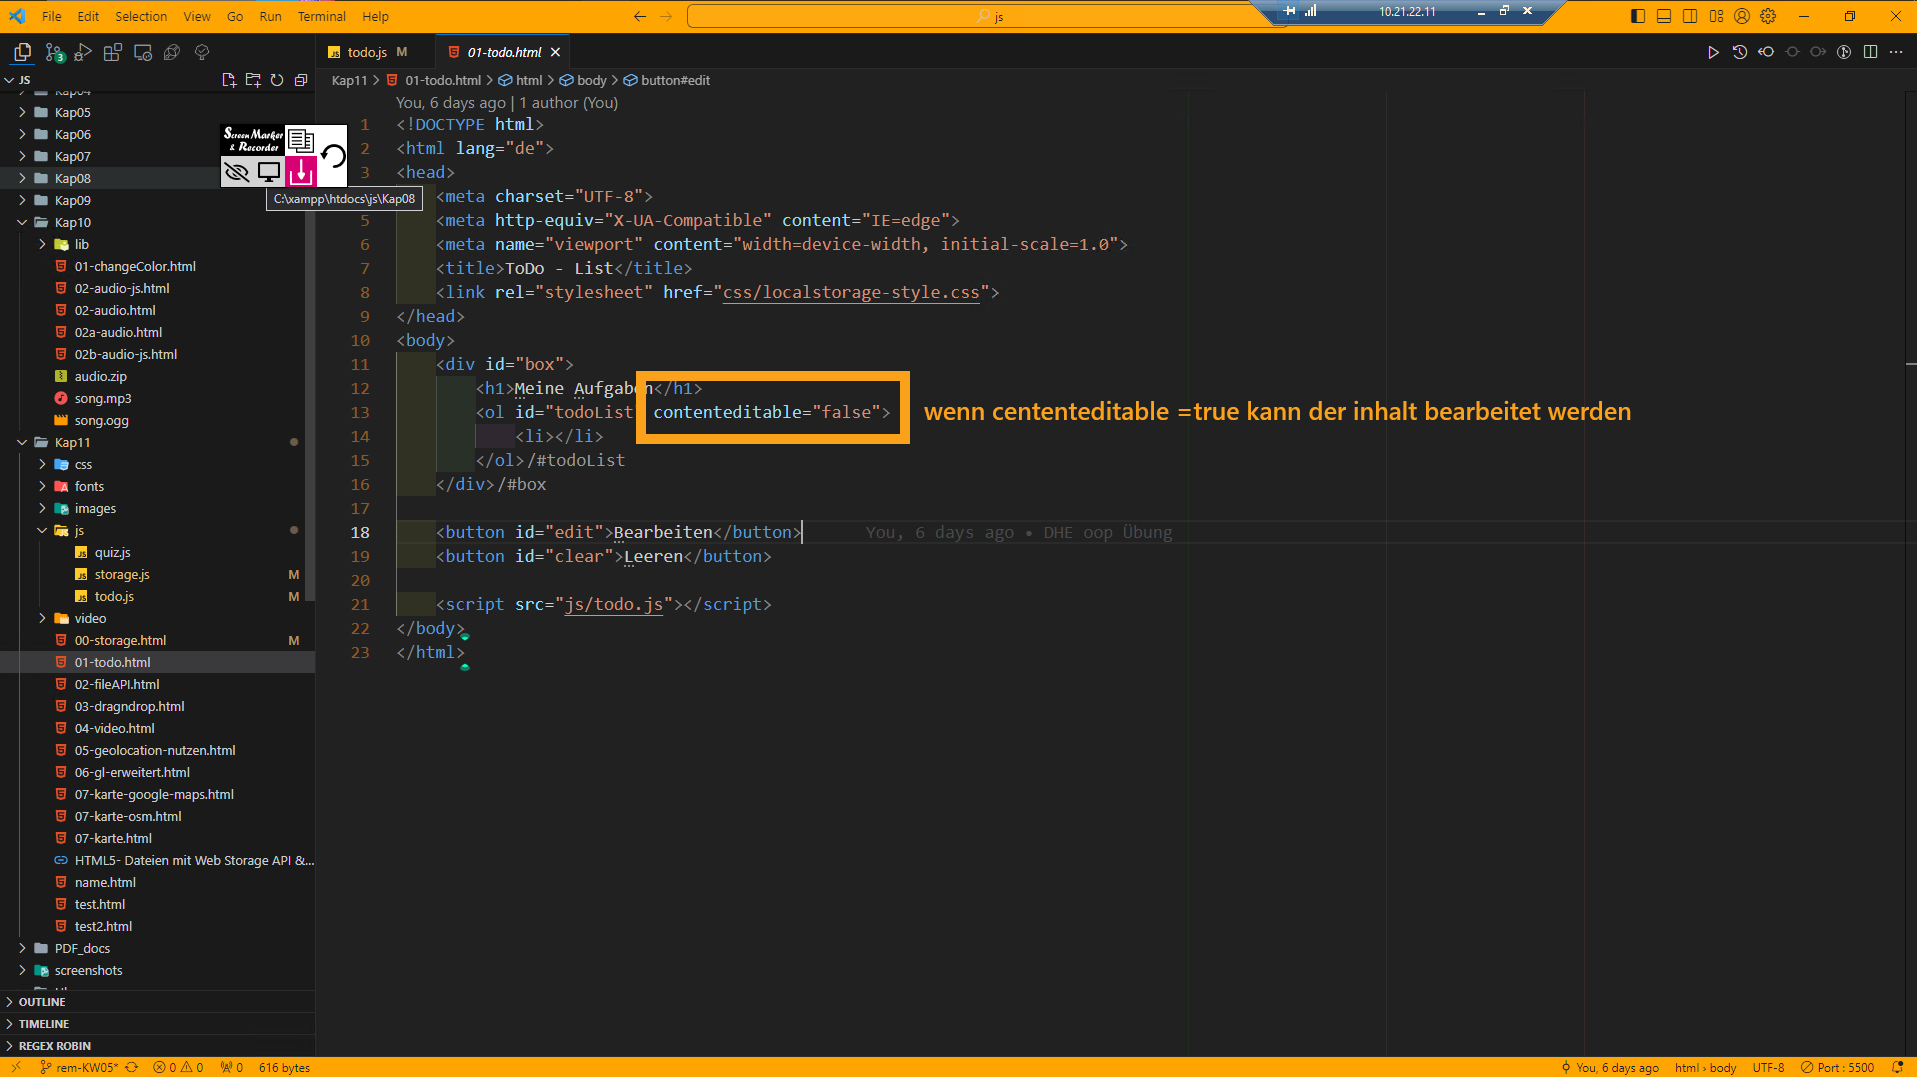 File Edit Selection View Go Run Terminal Help
js
10.21.22.11
3
JS
Kap04
Kap05
Kap06
Kap07
Kap08
Kap09
Kap10
lib
01-changeColor.html
02-audio-js.html
02-audio.html
02a-audio.html
02b-audio-js.html
audio.zip
song.mp3
song.ogg
Kap11
css
fonts
images
js
quiz.js
storage.js M
todo.js M
video
00-storage.html M
01-todo.html
02-fileAPI.html
03-dragndrop.html
04-video.html
05-geolocation-nutzen.html
06-gl-erweitert.html
07-karte-google-maps.html
07-karte-osm.html
07-karte.html
HTML5- Dateien mit Web Storage API &...
name.html
test.html
test2.html
PDF_docs
screenshots
OUTLINE
TIMELINE
REGEX ROBIN
Screen Marker
& Recorder
C:\xampp\htdocs\js\Kap08
todo.js M
01-todo.html
Kap11 > 01-todo.html > html > body > button#edit
You, 6 days ago | 1 author (You)
1 <!DOCTYPE html>
2 <html lang="de">
3 <head>
<meta charset="UTF-8">
5 <meta http-equiv="X-UA-Compatible" content="IE=edge">
6 <meta name="viewport" content="width=device-width, initial-scale=1.0">
7 <title>ToDo - List</title>
8 <link rel="stylesheet" href="css/localstorage-style.css">
9 </head>
10 <body>
11 <div id="box">
12 <h1>Meine Aufgaben</h1>
13 <ol id="todoList contenteditable="false">
wenn cententeditable =true kann der inhalt bearbeitet werden
14 <li></li>
15 </ol>/#todoList
16 </div>/#box
17
18 <button id="edit">Bearbeiten</button> You, 6 days ago • DHE oop Übung
19 <button id="clear">Leeren</button>
20
21 <script src="js/todo.js"></script>
22 </body>
23 </html>
rem-KW05* 0 0 0 616 bytes
You, 6 days ago html › body UTF-8 Port : 5500